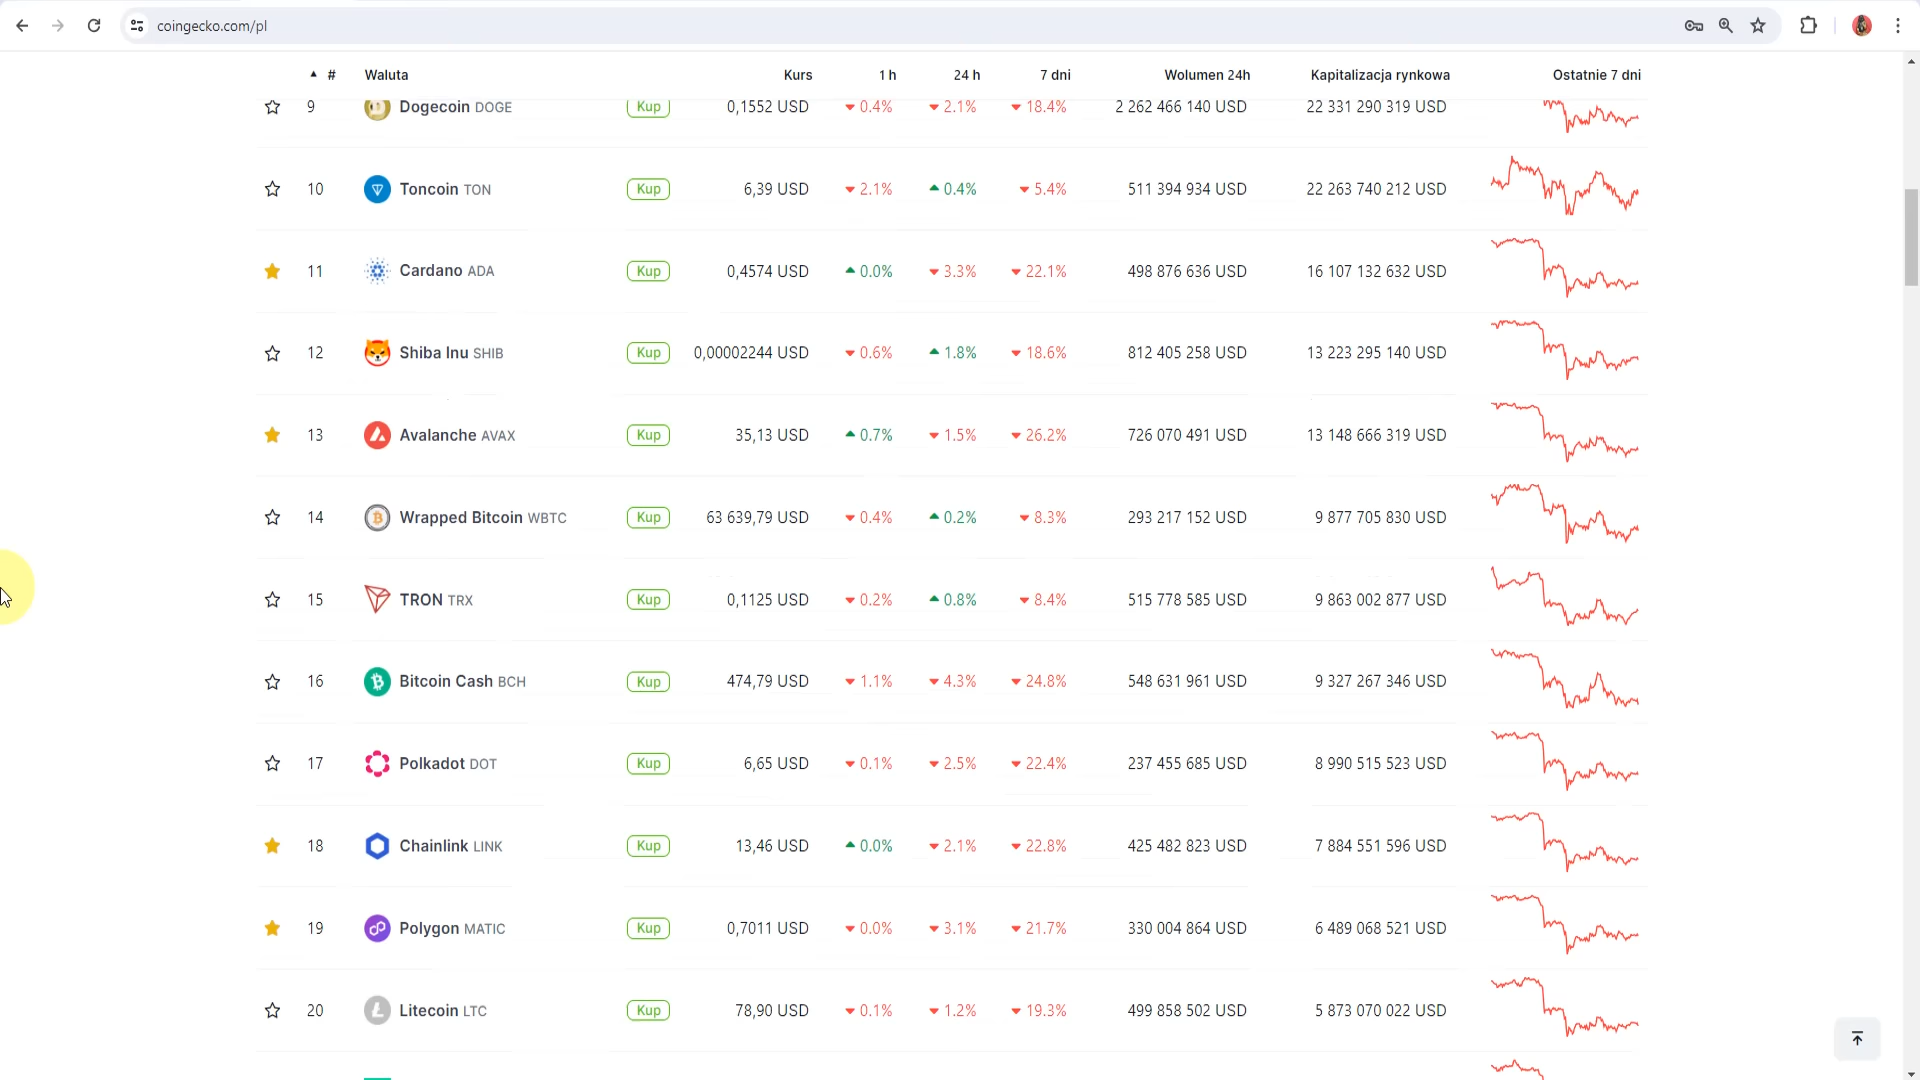 coingecko.com/pl
# Waluta Kurs 1 h 24 h 7 dni Wolumen 24h Kapitalizacja rynkowa Ostatnie 7 dni
9 Dogecoin DOGE Kup 0,1552 USD 0.4% 2.1% 18.4% 2 262 466 140 USD 22 331 290 319 USD
10 Toncoin TON Kup 6,39 USD 2.1% 0.4% 5.4% 511 394 934 USD 22 263 740 212 USD
11 Cardano ADA Kup 0,4574 USD 0.0% 3.3% 22.1% 498 876 636 USD 16 107 132 632 USD
12 Shiba Inu SHIB Kup 0,00002244 USD 0.6% 1.8% 18.6% 812 405 258 USD 13 223 295 140 USD
13 Avalanche AVAX Kup 35,13 USD 0.7% 1.5% 26.2% 726 070 491 USD 13 148 666 319 USD
14 Wrapped Bitcoin WBTC Kup 63 639,79 USD 0.4% 0.2% 8.3% 293 217 152 USD 9 877 705 830 USD
15 TRON TRX Kup 0,1125 USD 0.2% 0.8% 8.4% 515 778 585 USD 9 863 002 877 USD
16 Bitcoin Cash BCH Kup 474,79 USD 1.1% 4.3% 24.8% 548 631 961 USD 9 327 267 346 USD
17 Polkadot DOT Kup 6,65 USD 0.1% 2.5% 22.4% 237 455 685 USD 8 990 515 523 USD
18 Chainlink LINK Kup 13,46 USD 0.0% 2.1% 22.8% 425 482 823 USD 7 884 551 596 USD
19 Polygon MATIC Kup 0,7011 USD 0.0% 3.1% 21.7% 330 004 864 USD 6 489 068 521 USD
20 Litecoin LTC Kup 78,90 USD 0.1% 1.2% 19.3% 499 858 502 USD 5 873 070 022 USD